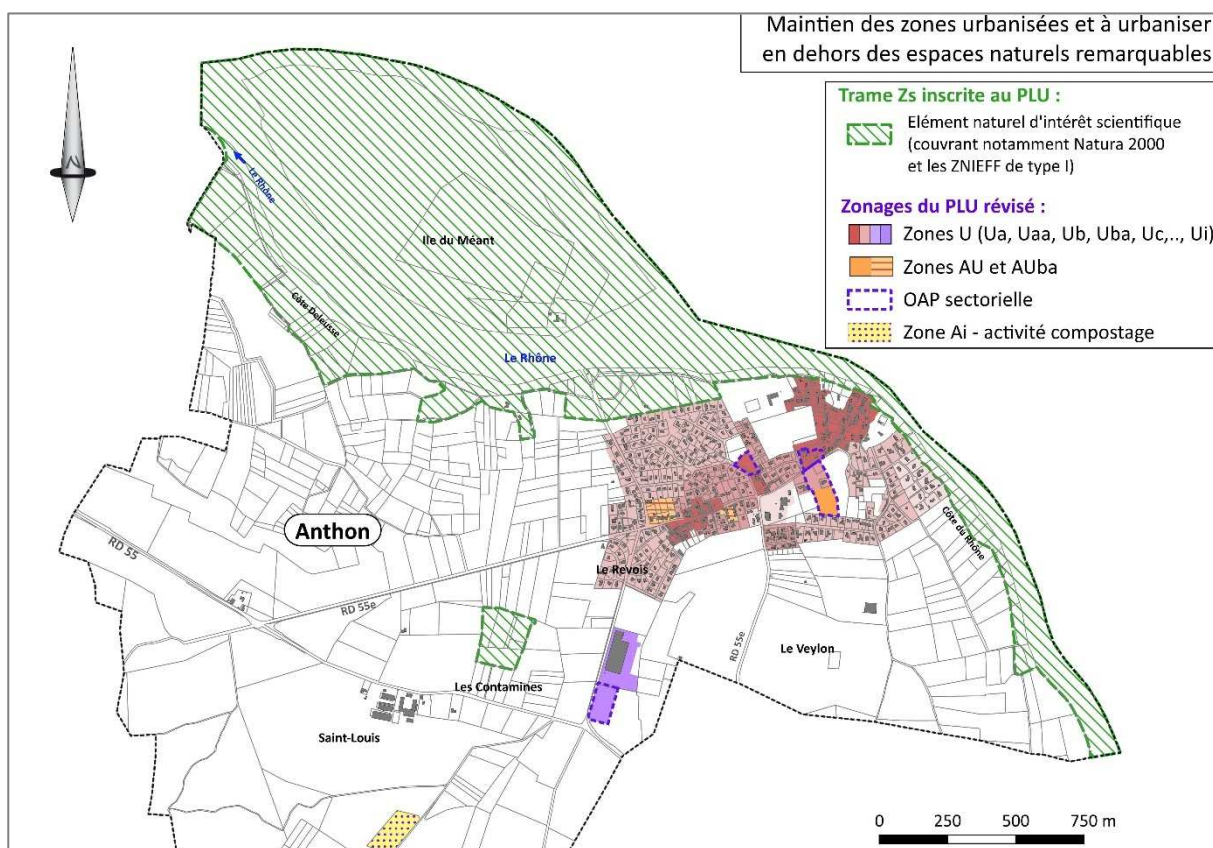 Maintien des zones urbanisées et à urbaniser
en dehors des espaces naturels remarquables
Trame Zs inscrite au PLU :
Elément naturel d'intérêt scientifique
(couvrant notamment Natura 2000
et les ZNIEFF de type I)
Zonages du PLU révisé :
Zones U (Ua, Uaa, Ub, Uba, Uc,.., Ui)
Zones AU et AUba
OAP sectorielle
Zone Ai - activité compostage
N
Le Rhône
Ile du Méant
Côte Deleusse
Le Rhône
Anthon
RD 55
RD 55e
Le Revois
Côte du Rhône
RD 55e
Le Veylon
Les Contamines
Saint-Louis
0 250 500 750 m